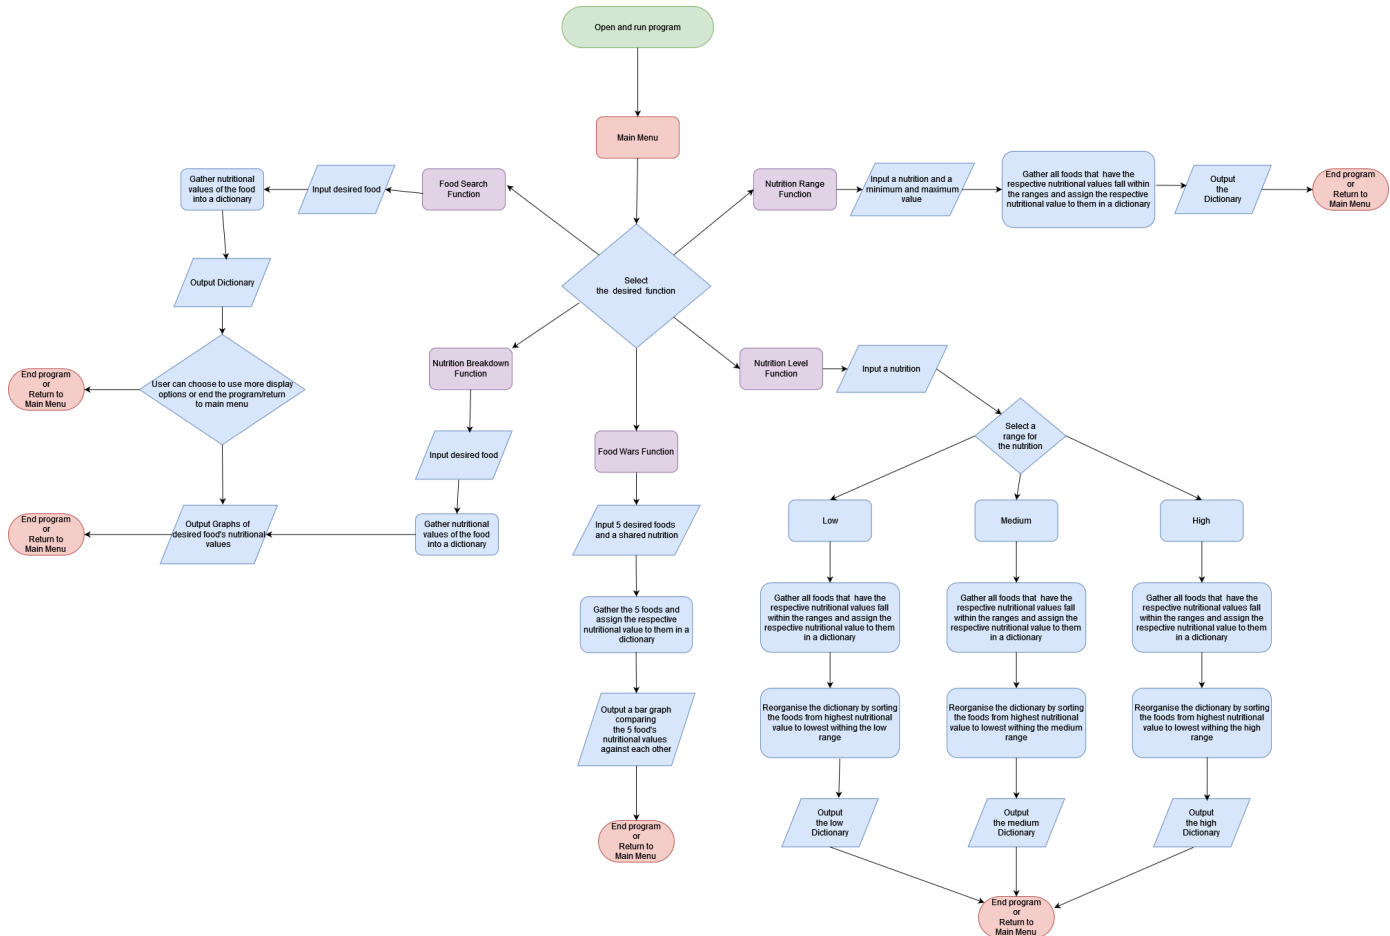 Open and run program
Main Menu
Select
the desired function
Food Search
Function
Input desired food
Gather nutritional
values of the food
into a dictionary
Output Dictionary
User can choose to use more display
options or end the program/return
to main menu
End program
or
Return to
Main Menu
Output Graphs of
desired food's nutritional
values
End program
or
Return to
Main Menu
Nutrition Breakdown
Function
Input desired food
Gather nutritional
values of the food
into a dictionary
Food Wars Function
Input 5 desired foods
and a shared nutrition
Gather the 5 foods and
assign the respective
nutritional value to them in a
dictionary
Output a bar graph
comparing
the 5 food's
nutritional values
against each other
End program
or
Return to
Main Menu
Nutrition Range
Function
Input a nutrition and a
minimum and maximum
value
Gather all foods that have the
respective nutritional values fall within
the ranges and assign the respective
nutritional value to them in a dictionary
Output
the
Dictionary
End program
or
Return to
Main Menu
Nutrition Level
Function
Input a nutrition
Select a
range for
the nutrition
Low
Gather all foods that have the
respective nutritional values fall
within the ranges and assign the
respective nutritional value to them
in a dictionary
Reorganise the dictionary by sorting
the foods from highest nutritional
value to lowest withing the low
range
Output
the low
Dictionary
Medium
Gather all foods that have the
respective nutritional values fall
within the ranges and assign the
respective nutritional value to them
in a dictionary
Reorganise the dictionary by sorting
the foods from highest nutritional
value to lowest withing the medium
range
Output
the medium
Dictionary
High
Gather all foods that have the
respective nutritional values fall
within the ranges and assign the
respective nutritional value to them
in a dictionary
Reorganise the dictionary by sorting
the foods from highest nutritional
value to lowest withing the high
range
Output
the high
Dictionary
End program
or
Return to
Main Menu